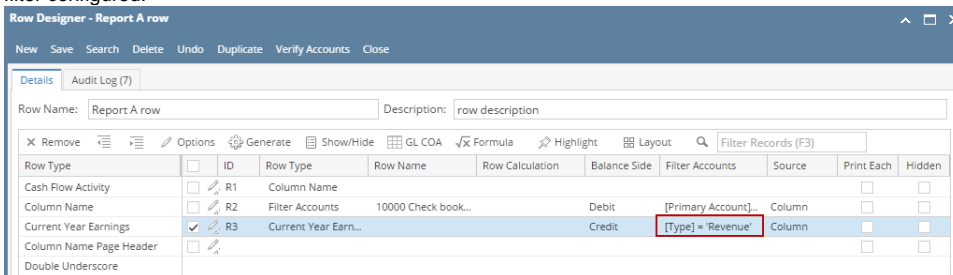 filter configured.
Row Designer - Report A row
New Save Search Delete Undo Duplicate Verify Accounts Close
Details Audit Log (7)
Row Name: Report A row Description: row description
Remove Options Generate Show/Hide GL COA Formula Highlight Layout Filter Records (F3)
Row Type ID Row Type Row Name Row Calculation Balance Side Filter Accounts Source Print Each Hidden
Cash Flow Activity R1 Column Name
Column Name R2 Filter Accounts 10000 Check book... Debit [Primary Account]... Column
Current Year Earnings R3 Current Year Earn... Credit [Type] = 'Revenue' Column
Column Name Page Header
Double Underscore